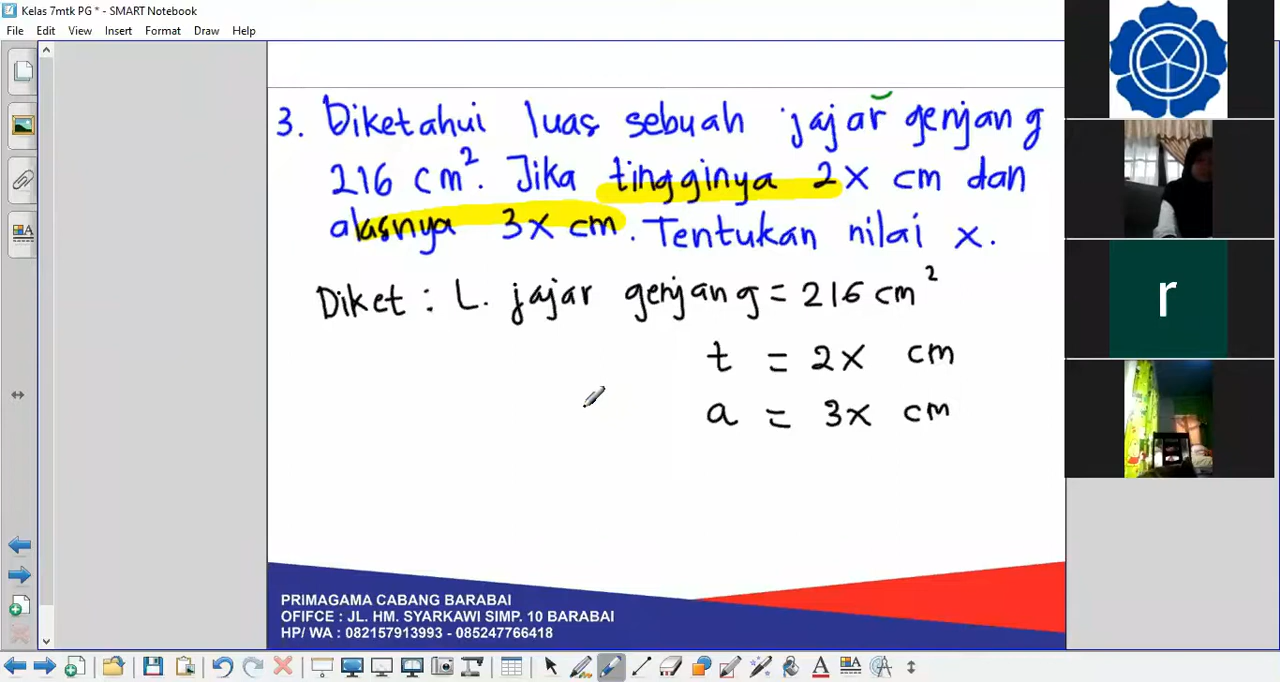 Kelas 7mtk PG * - SMART Notebook
File Edit View Insert Format Draw Help
3. Diketahui luas sebuah jajar genjang
216 cm². Jika tingginya 2x cm dan
alasnya 3x cm. Tentukan nilai x.
Diket : L. jajar genjang = 216 cm²
t = 2x cm
a = 3x cm
r
PRIMAGAMA CABANG BARABAI
OFIFCE : JL. HM. SYARKAWI SIMP. 10 BARABAI
HP/ WA : 082157913993 - 085247766418